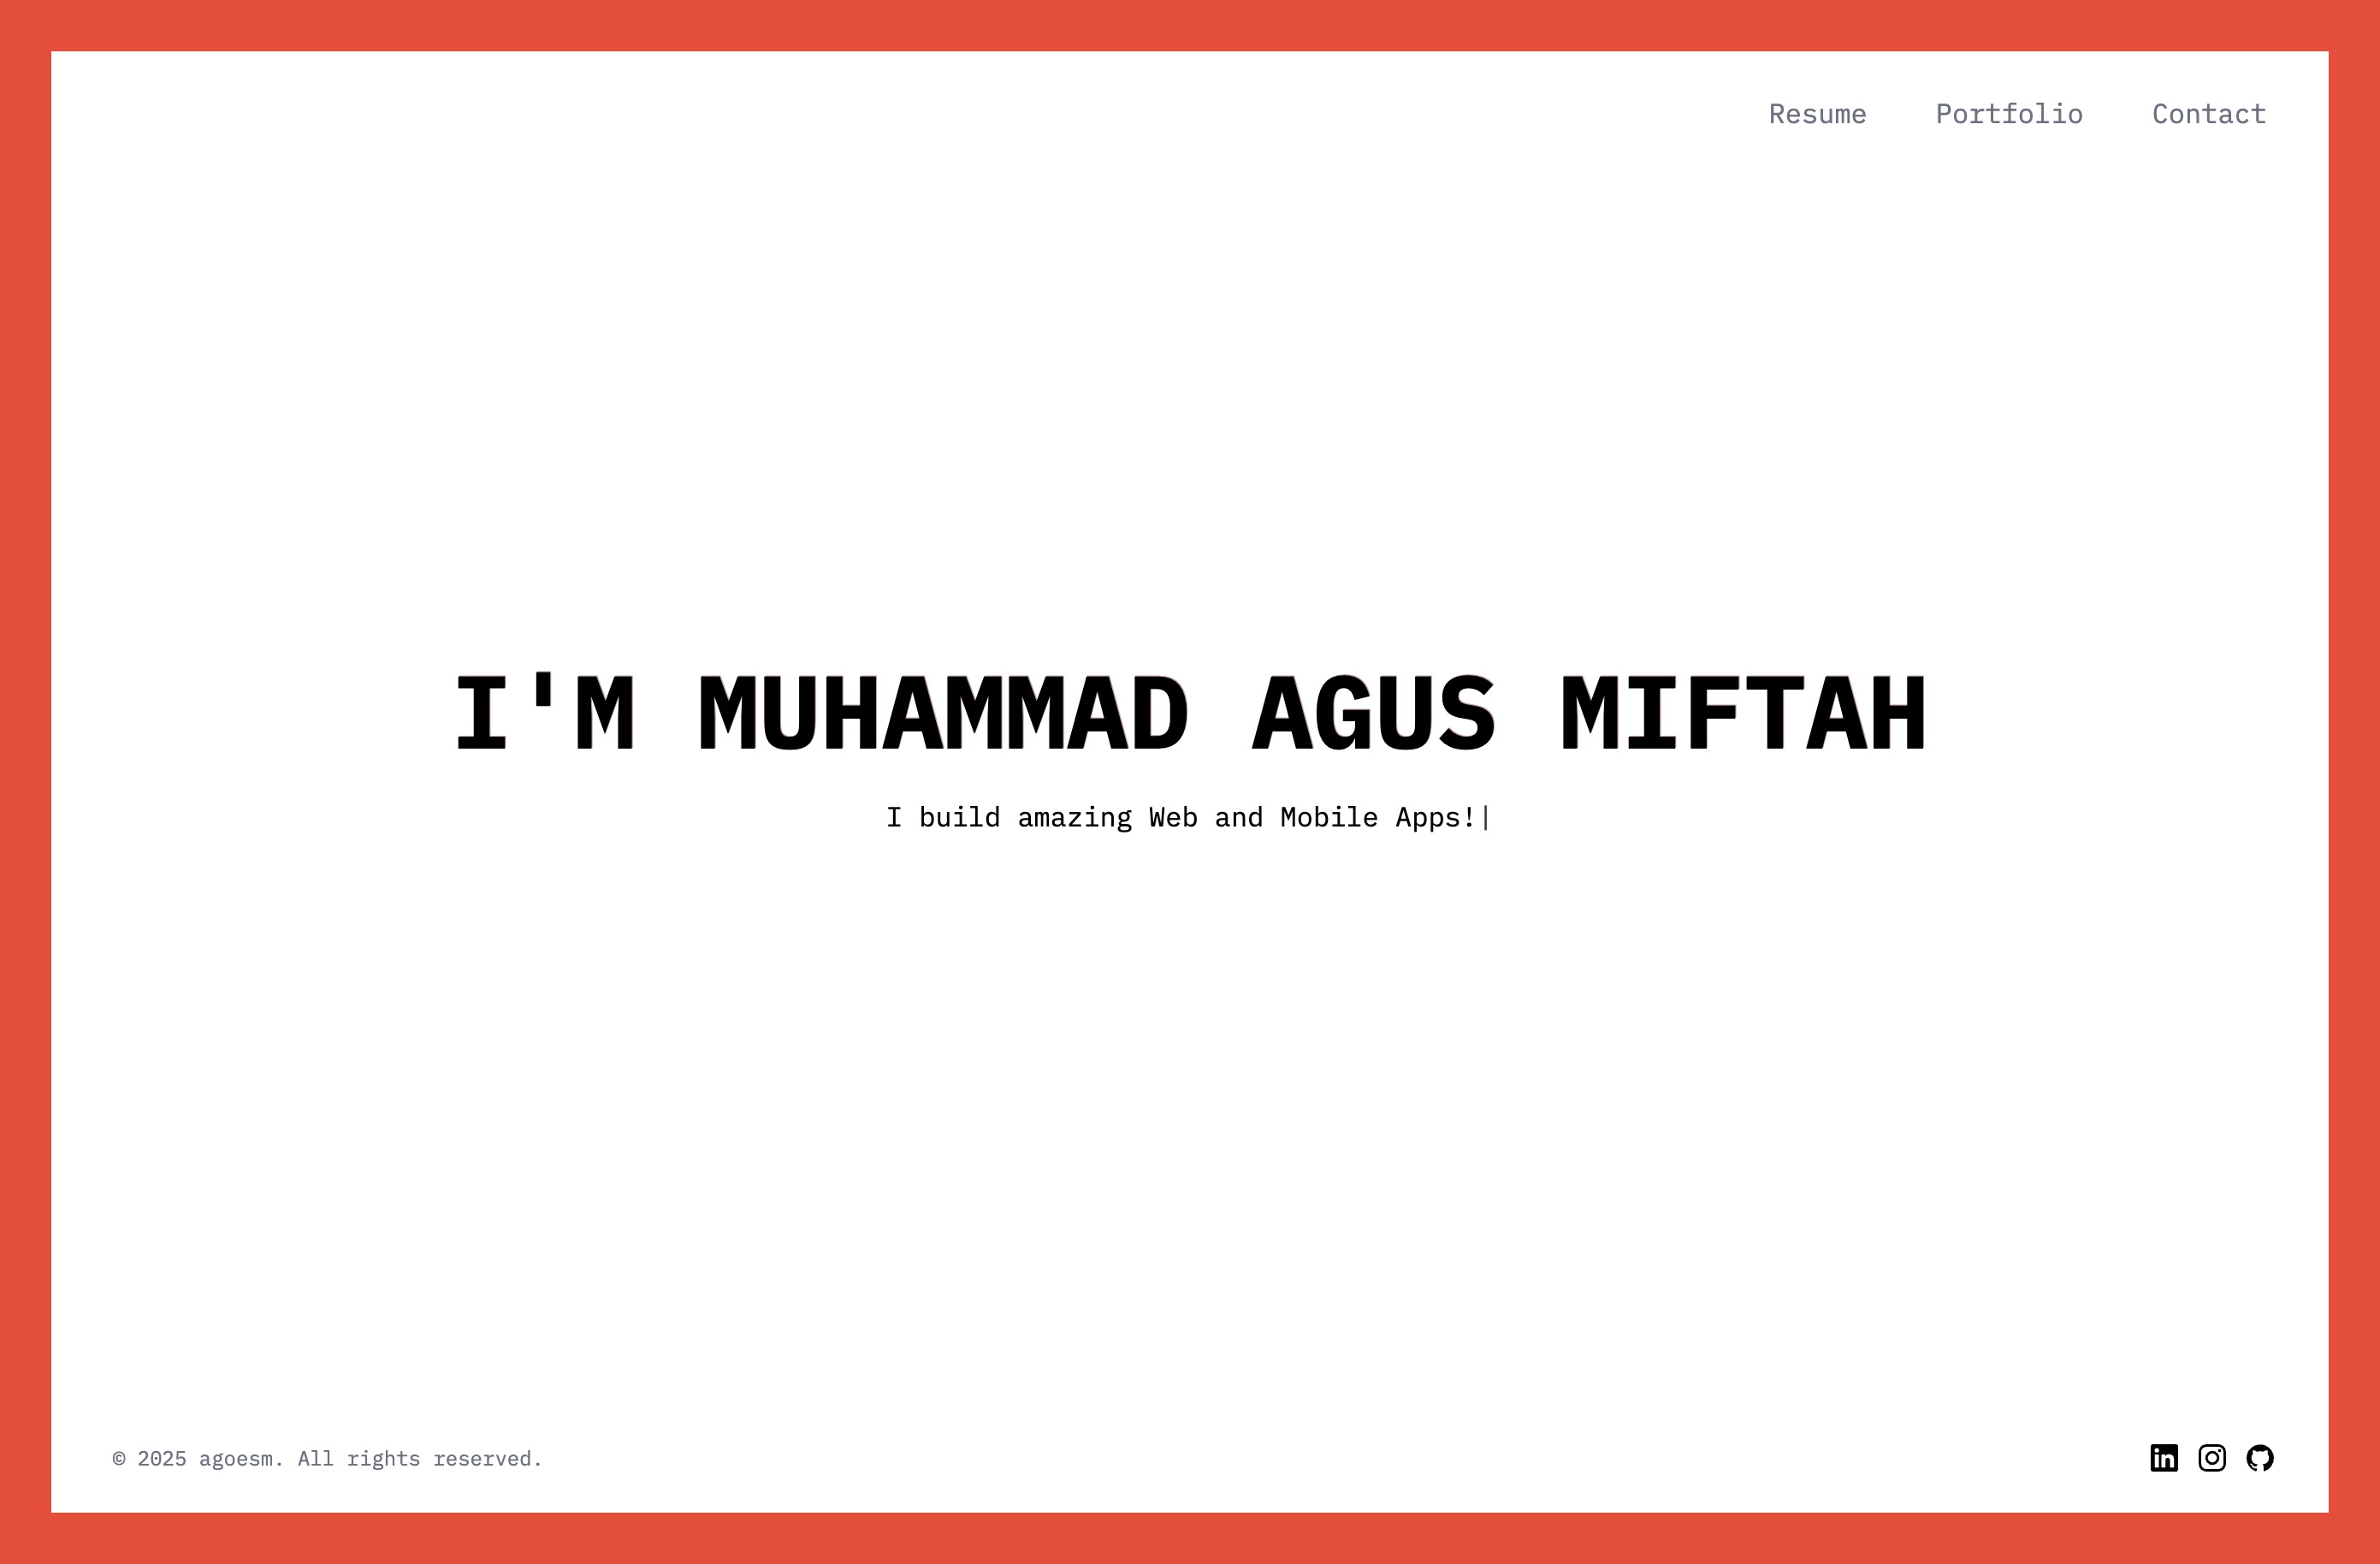 Resume Portfolio Contact
I'M MUHAMMAD AGUS MIFTAH
I build amazing Web and Mobile Apps!|
© 2025 agoesm. All rights reserved.